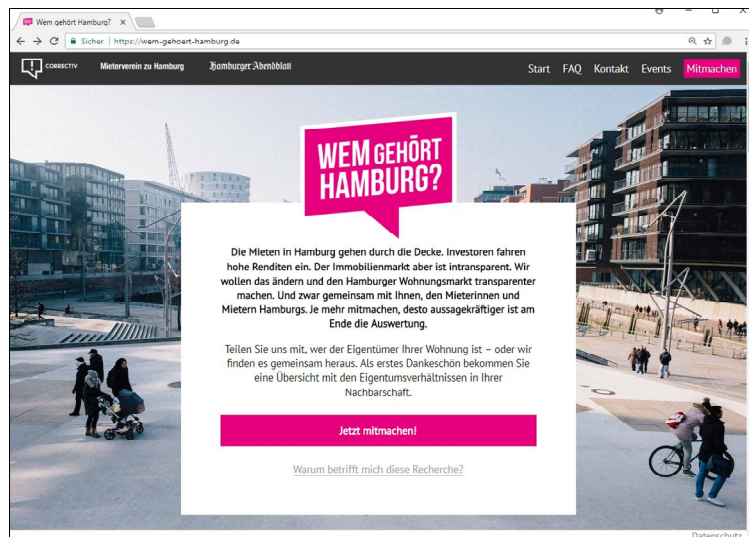 Wem gehört Hamburg?
Sicher | https://wem-gehoert-hamburg.de
CORRECTIV Mieterverein zu Hamburg Hamburger Abendblatt Start FAQ Kontakt Events Mitmachen
WEM GEHÖRT
HAMBURG?
Die Mieten in Hamburg gehen durch die Decke. Investoren fahren
hohe Renditen ein. Der Immobilienmarkt aber ist intransparent. Wir
wollen das ändern und den Hamburger Wohnungsmarkt transparenter
machen. Und zwar gemeinsam mit Ihnen, den Mieterinnen und
Mietern Hamburgs. Je mehr mitmachen, desto aussagekräftiger ist am
Ende die Auswertung.
Teilen Sie uns mit, wer der Eigentümer Ihrer Wohnung ist – oder wir
finden es gemeinsam heraus. Als erstes Dankeschön bekommen Sie
eine Übersicht mit den Eigentumsverhältnissen in Ihrer
Nachbarschaft.
Jetzt mitmachen!
Warum betrifft mich diese Recherche?
Datenschutz